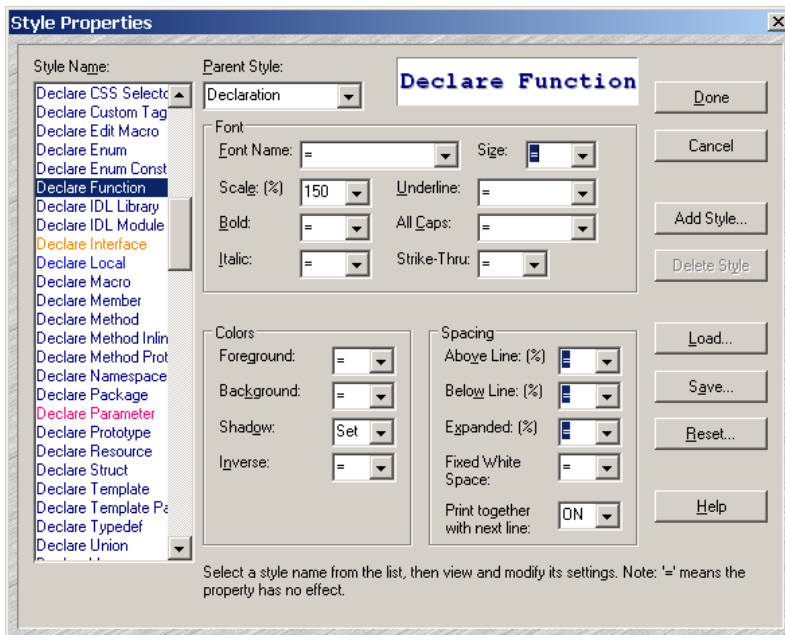 Style Properties
Style Name:
Declare CSS Selecto
Declare Custom Tag
Declare Edit Macro
Declare Enum
Declare Enum Const
Declare Function
Declare IDL Library
Declare IDL Module
Declare Interface
Declare Local
Declare Macro
Declare Member
Declare Method
Declare Method Inlin
Declare Method Prot
Declare Namespace
Declare Package
Declare Parameter
Declare Prototype
Declare Resource
Declare Struct
Declare Template
Declare Template Pa
Declare Typedef
Declare Union
Parent Style:
Declaration
Declare Function
Font
Font Name: =
Size: =
Scale: (%) 150
Underline: =
Bold: =
All Caps: =
Italic: =
Strike-Thru: =
Colors
Foreground: =
Background: =
Shadow: Set
Inverse: =
Spacing
Above Line: (%) =
Below Line: (%) =
Expanded: (%) =
Fixed White
Space: =
Print together
with next line: ON
Done
Cancel
Add Style...
Delete Style
Load...
Save...
Reset...
Help
Select a style name from the list, then view and modify its settings. Note: '=' means the
property has no effect.